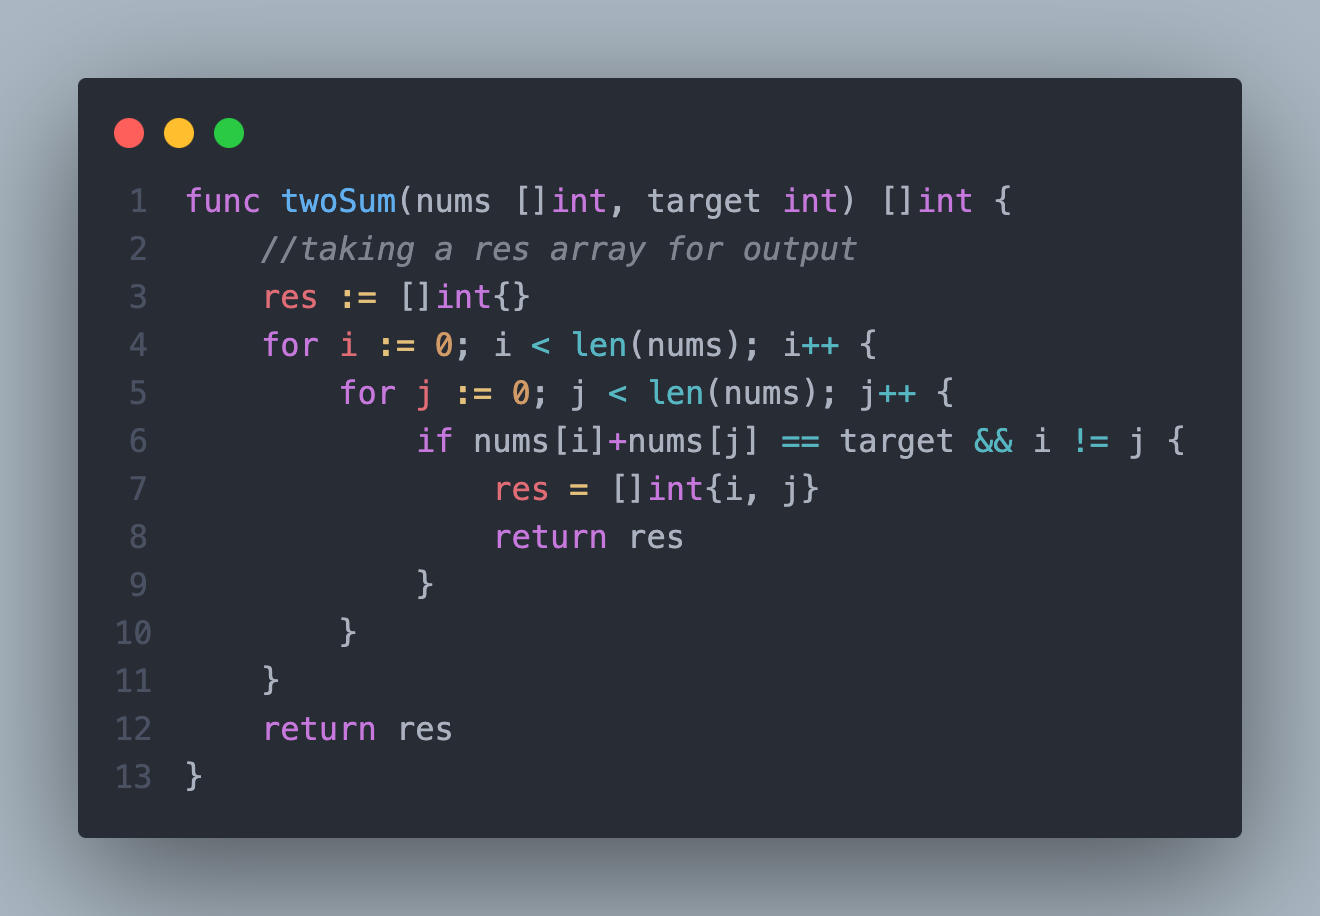 1 func twoSum(nums []int, target int) []int {
2     //taking a res array for output
3     res := []int{}
4     for i := 0; i < len(nums); i++ {
5         for j := 0; j < len(nums); j++ {
6             if nums[i]+nums[j] == target && i != j {
7                 res = []int{i, j}
8                 return res
9             }
10         }
11     }
12     return res
13 }